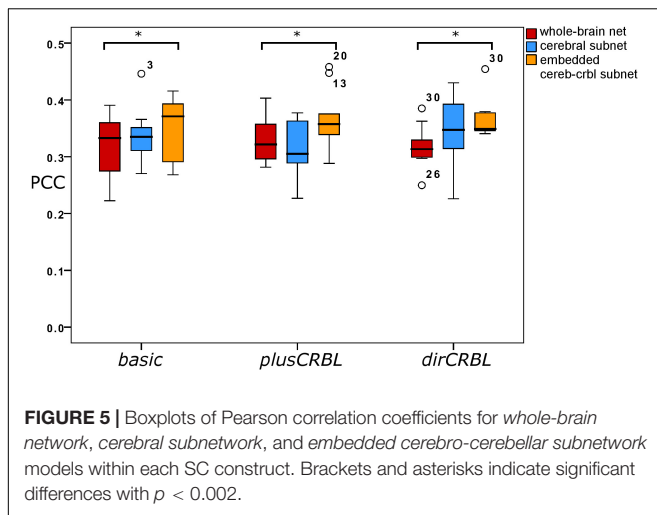 0.5
0.4
0.3
PCC
0.2
0.1
0.0
*
*
*
3
20
13
30
26
30
basic
plusCRBL
dirCRBL
whole-brain net
cerebral subnet
embedded
cereb-crbl subnet
FIGURE 5 | Boxplots of Pearson correlation coefficients for whole-brain
network, cerebral subnetwork, and embedded cerebro-cerebellar subnetwork
models within each SC construct. Brackets and asterisks indicate significant
differences with p < 0.002.